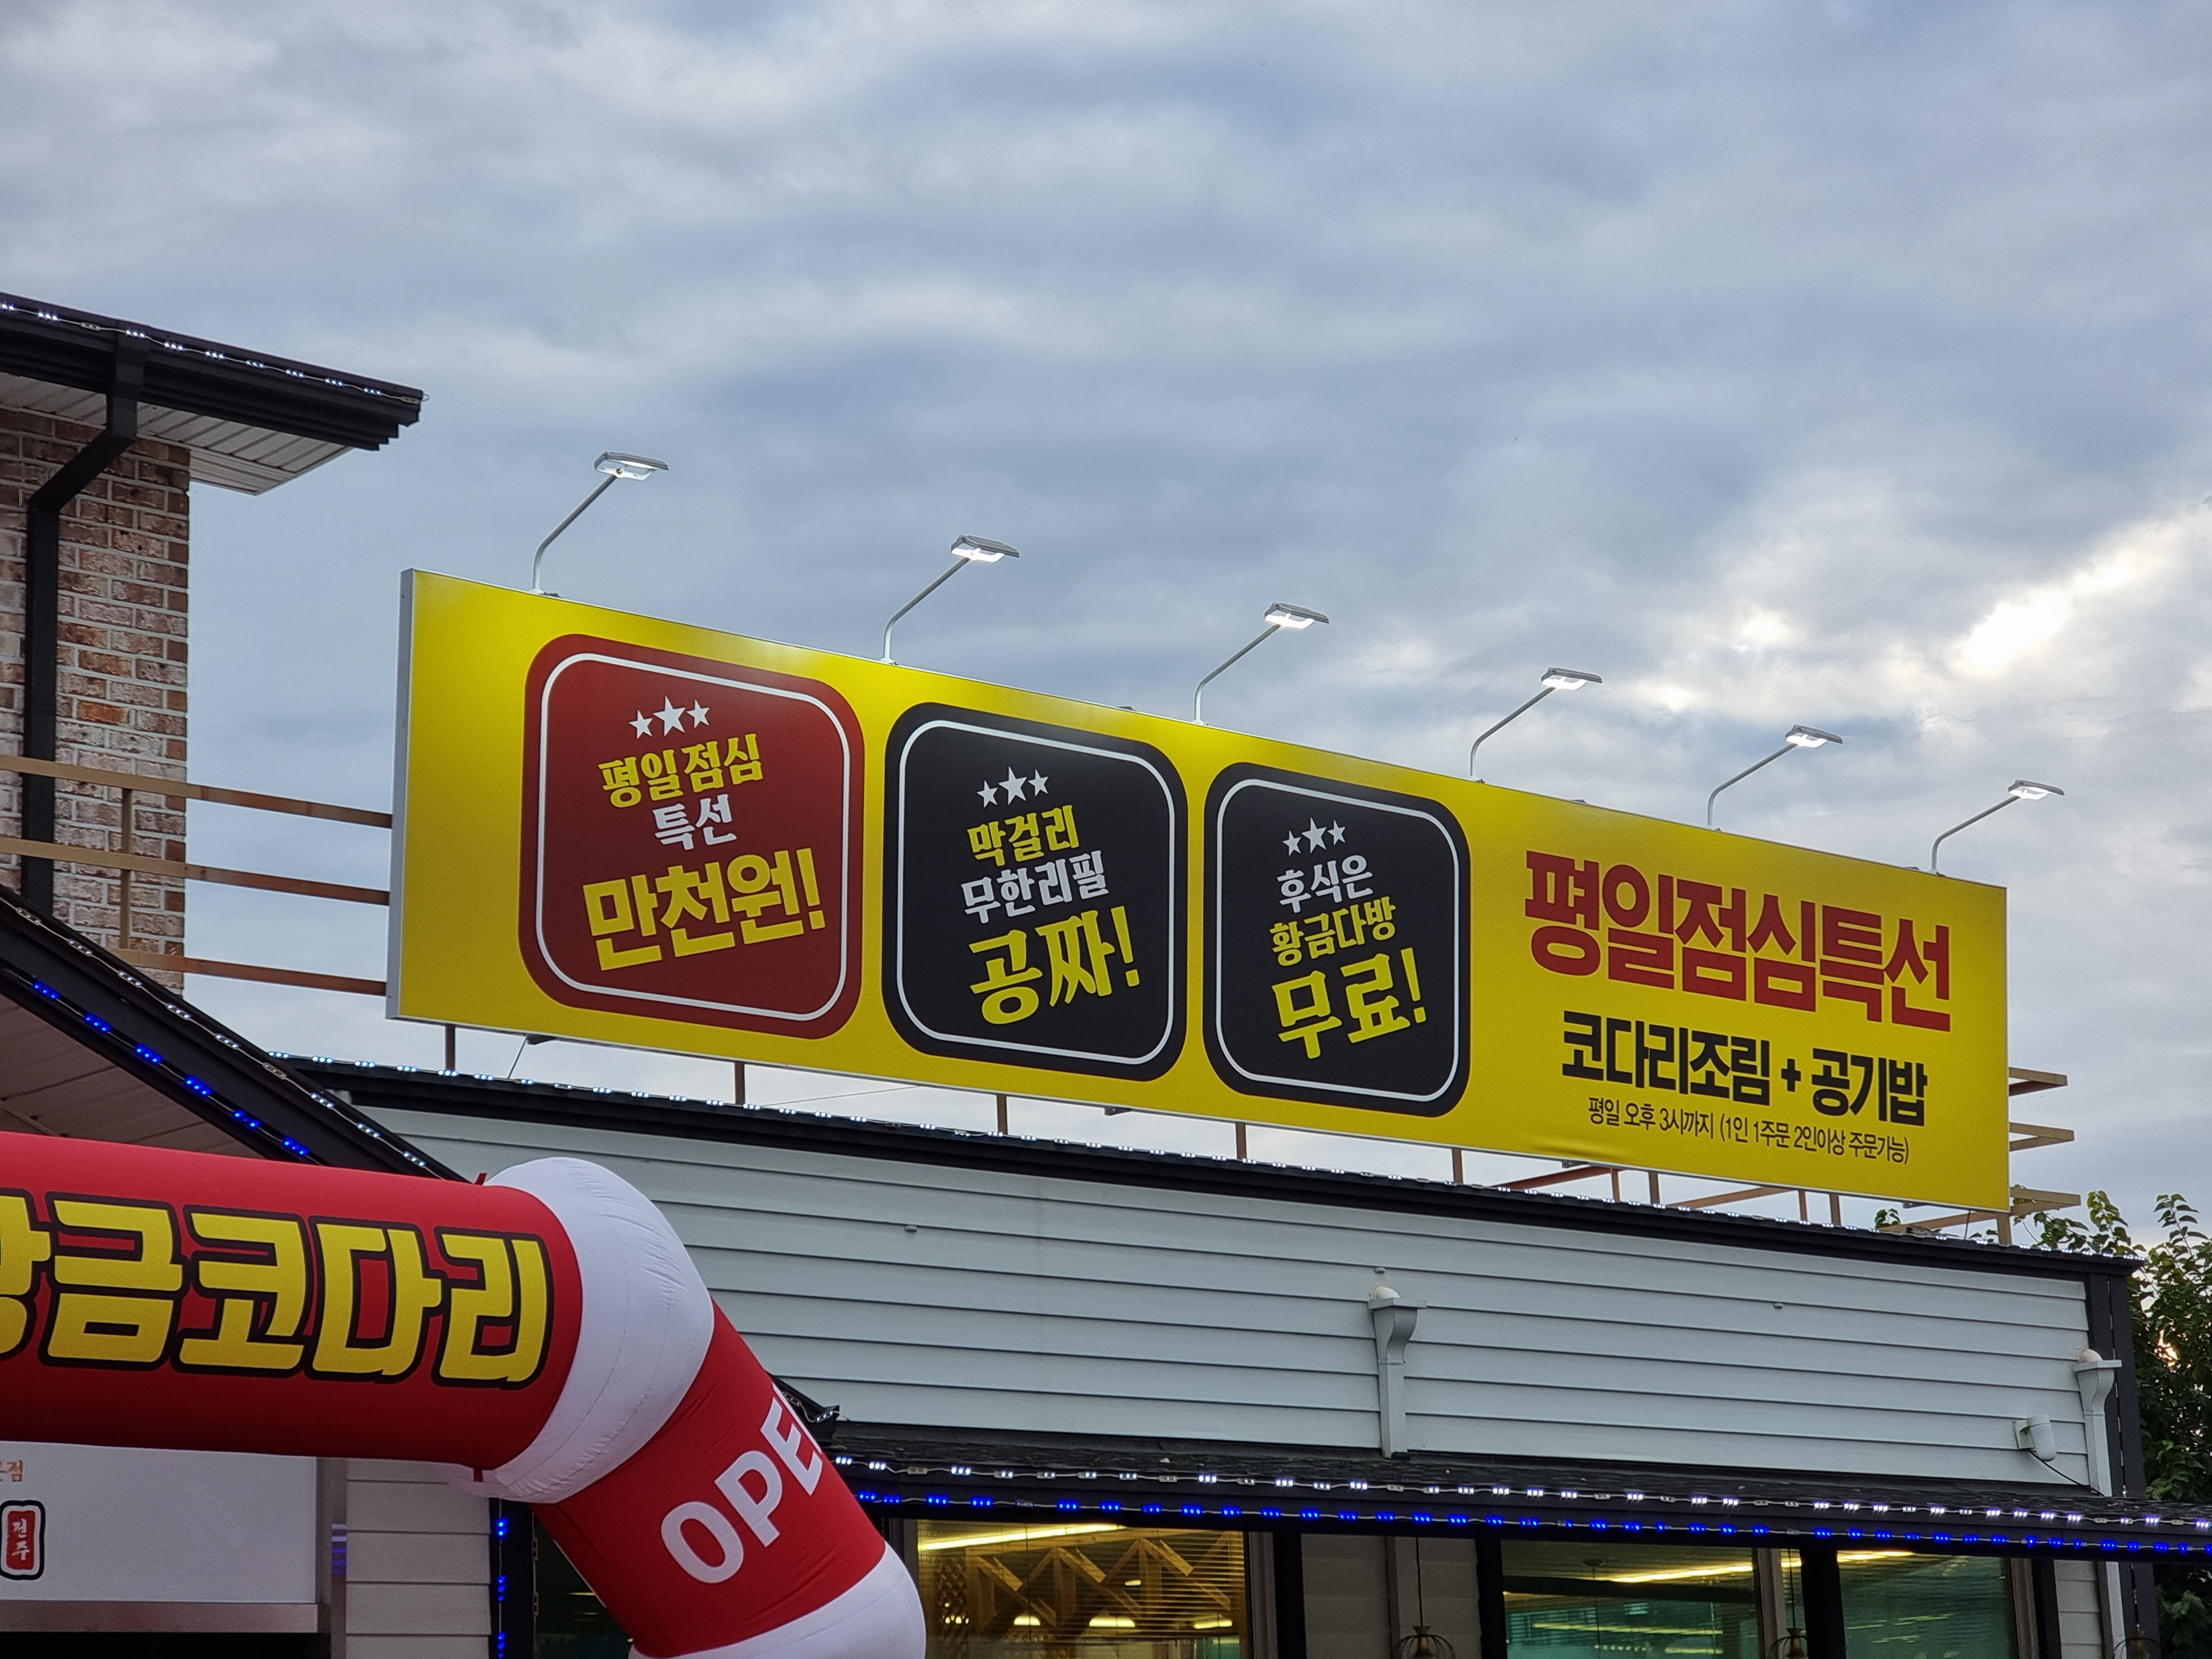 평일점심
특선
만천원!
막걸리
무한리필
공짜!
후식은
황금다방
무료!
평일점심특선
코다리조림 + 공기밥
평일 오후 3시까지 (1인 1주문 2인이상 주문가능)
황금코다리
OPE
점
전주